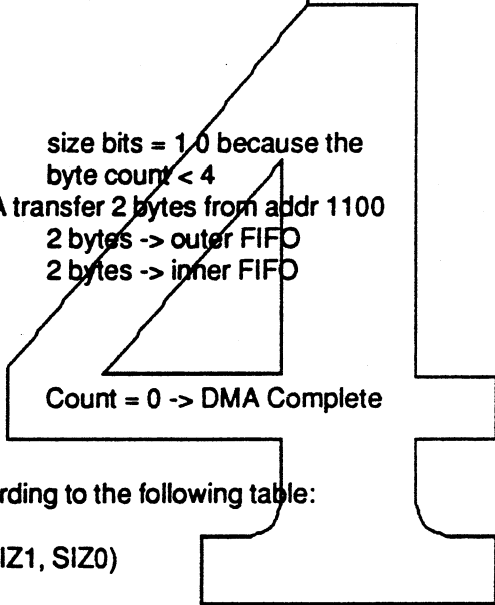 size bits = 1 0 because the
byte count < 4
A transfer 2 bytes from addr 1100
2 bytes -> outer FIFO
2 bytes -> inner FIFO
Count = 0 -> DMA Complete
rding to the following table:
IZ1, SIZ0)
4